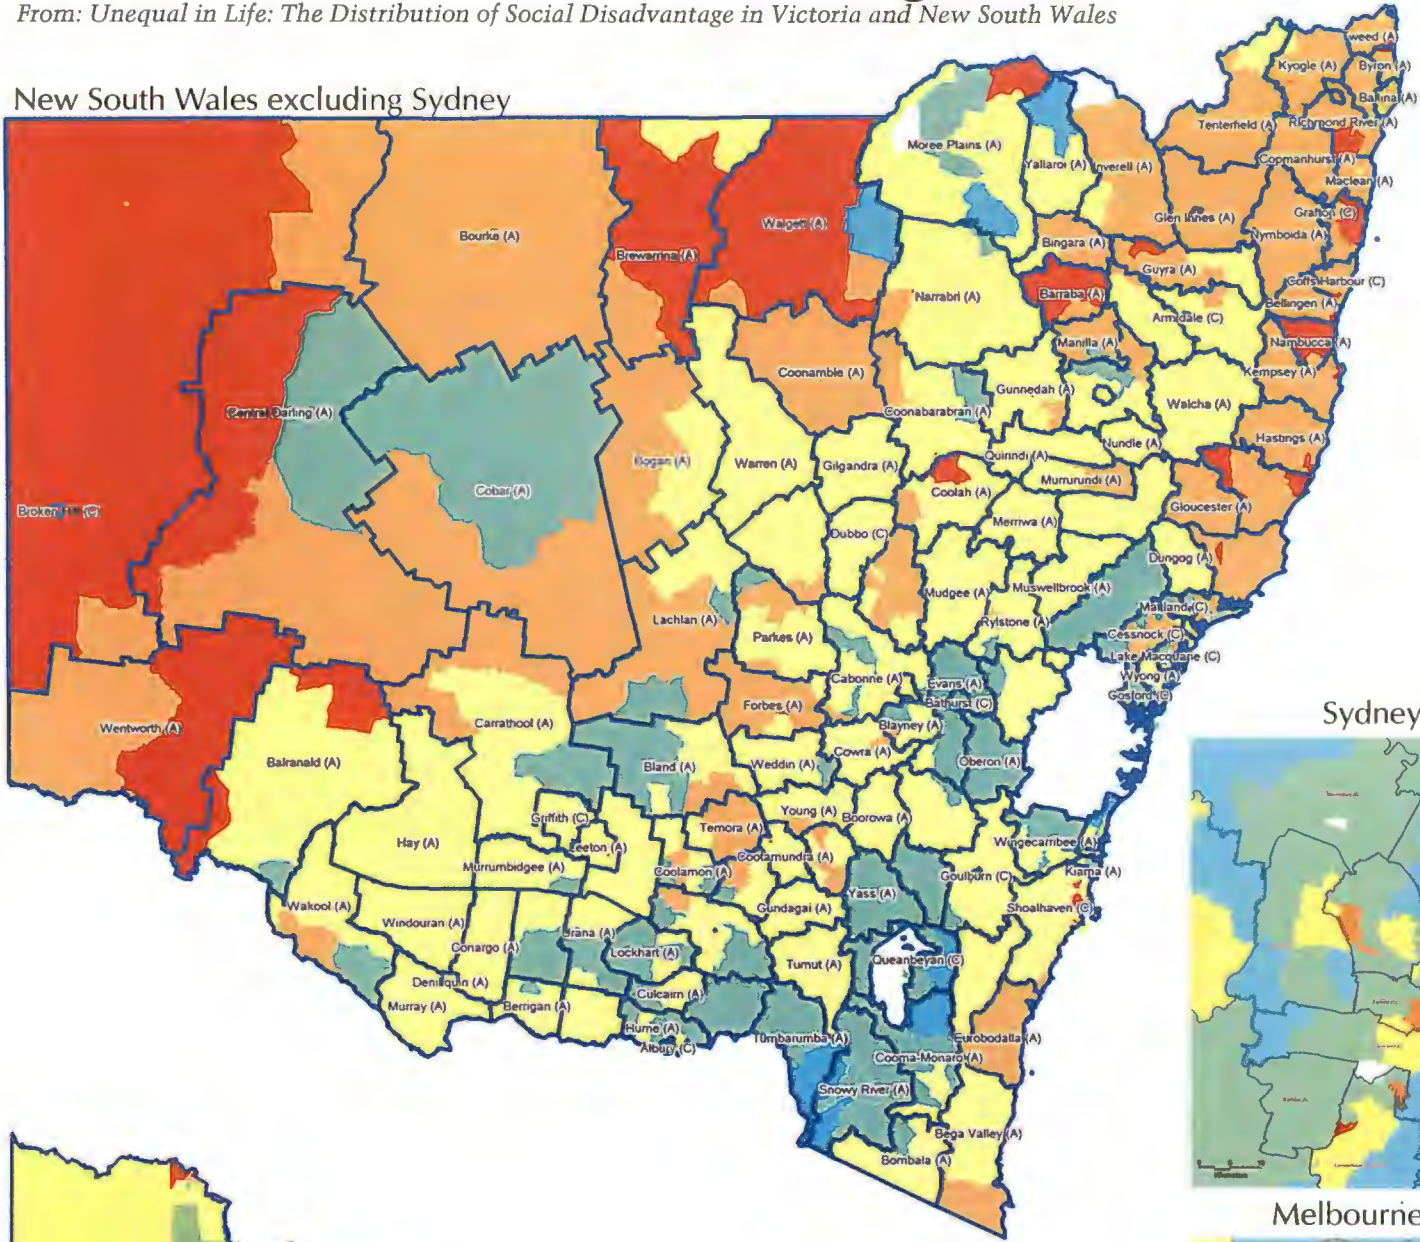 From: Unequal in Life: The Distribution of Social Disadvantage in Victoria and New South Wales
New South Wales excluding Sydney
weed (A)
Kyogle (A)
Byron (A)
Ballina (A)
Tenterfield (A)
Richmond River (A)
Moree Plains (A)
Yallaroi (A)
Inverell (A)
Copmanhurst (A)
Maclean (A)
Glen Innes (A)
Grafton (C)
Nymboida (A)
Bourke (A)
Brewarrina (A)
Walgett (A)
Bingara (A)
Guyra (A)
Coffs Harbour (C)
Bellingen (A)
Narrabri (A)
Barraba (A)
Armidale (C)
Manilla (A)
Nambucca (A)
Kempsey (A)
Coonamble (A)
Gunnedah (A)
Walcha (A)
Central Darling (A)
Coonabarabran (A)
Hastings (A)
Nundle (A)
Quirindi (A)
Bogan (A)
Warren (A)
Gilgandra (A)
Murrurundi (A)
Cobar (A)
Coolah (A)
Gloucester (A)
Broken Hill (C)
Merriwa (A)
Dubbo (C)
Dungog (A)
Mudgee (A)
Muswellbrook (A)
Maitland (C)
Lachlan (A)
Parkes (A)
Rylstone (A)
Cessnock (C)
Lake Macquarie (C)
Cabonne (A)
Evans (A)
Wyong (A)
Gosford (C)
Forbes (A)
Bathurst (C)
Wentworth (A)
Carrathool (A)
Blayney (A)
Sydney
Balranald (A)
Bland (A)
Weddin (A)
Cowra (A)
Oberon (A)
Griffith (C)
Temora (A)
Young (A)
Boorowa (A)
Hay (A)
Leeton (A)
Wingecarribee (A)
Murrumbidgee (A)
Coolamon (A)
Cootamundra (A)
Goulburn (C)
Kiama (A)
Yass (A)
Wakool (A)
Windouran (A)
Gundagai (A)
Shoalhaven (C)
Conargo (A)
Urana (A)
Lockhart (A)
Tumut (A)
Queanbeyan (C)
Deniliquin (A)
Culcairn (A)
Murray (A)
Berrigan (A)
Hume (A)
Albury (C)
Tumbarumba (A)
Eurobodalla (A)
Cooma-Monaro (A)
Snowy River (A)
Bega Valley (A)
Bombala (A)
Melbourne